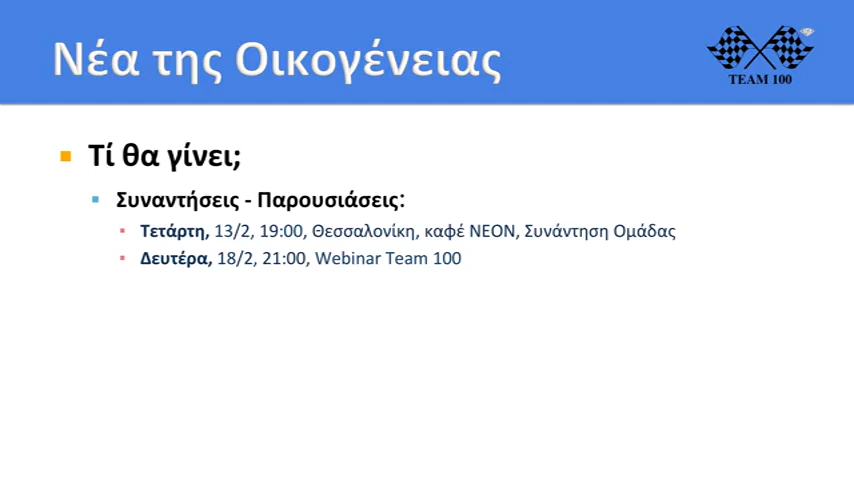 Νέα της Οικογένειας
TEAM 100
Τί θα γίνει;
Συναντήσεις - Παρουσιάσεις:
Τετάρτη, 13/2, 19:00, Θεσσαλονίκη, καφέ ΝΕΟΝ, Συνάντηση Ομάδας
Δευτέρα, 18/2, 21:00, Webinar Team 100